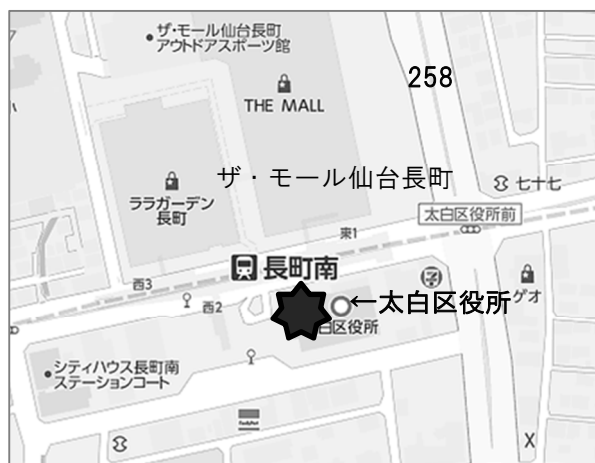 ザ・モール仙台長町
アウトドアスポーツ館
258
THE MALL
ザ・モール仙台長町
ララガーデン
長町
七十七
太白区役所前
東1
長町南
西3
西2
ゲオ
←太白区役所
白区役所
シティハウス長町南
ステーションコート
FamilyMart
X